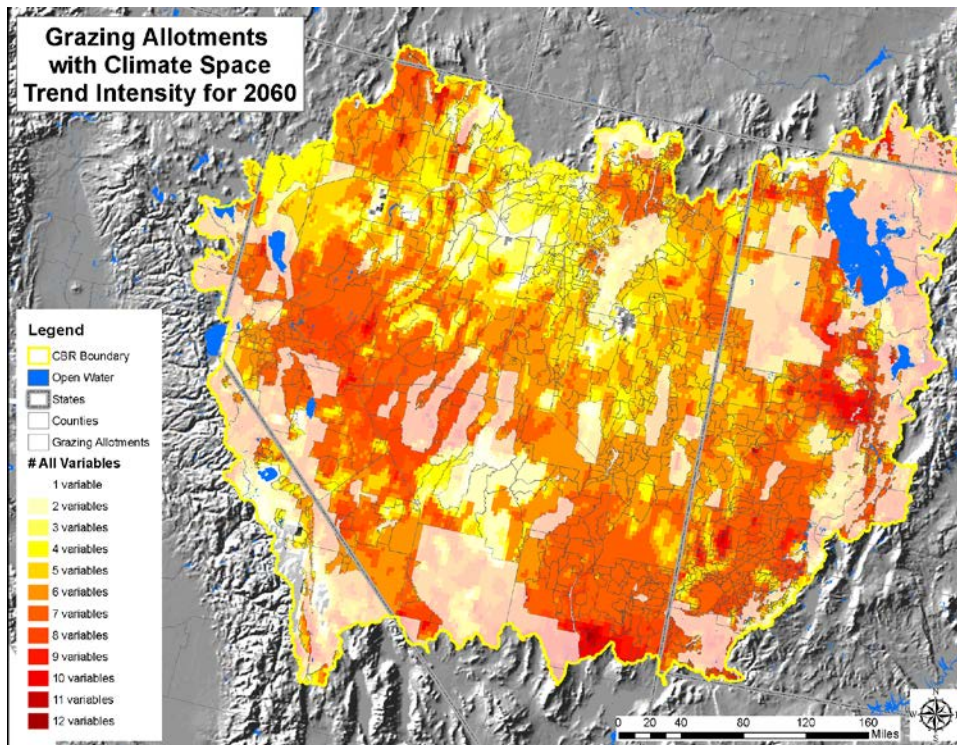 Grazing Allotments
with Climate Space
Trend Intensity for 2060
Legend
CBR Boundary
Open Water
States
Counties
Grazing Allotments
# All Variables
1 variable
2 variables
3 variables
4 variables
5 variables
6 variables
7 variables
8 variables
9 variables
10 variables
11 variables
12 variables
N
W E
S
0 20 40 80 120 160
Miles